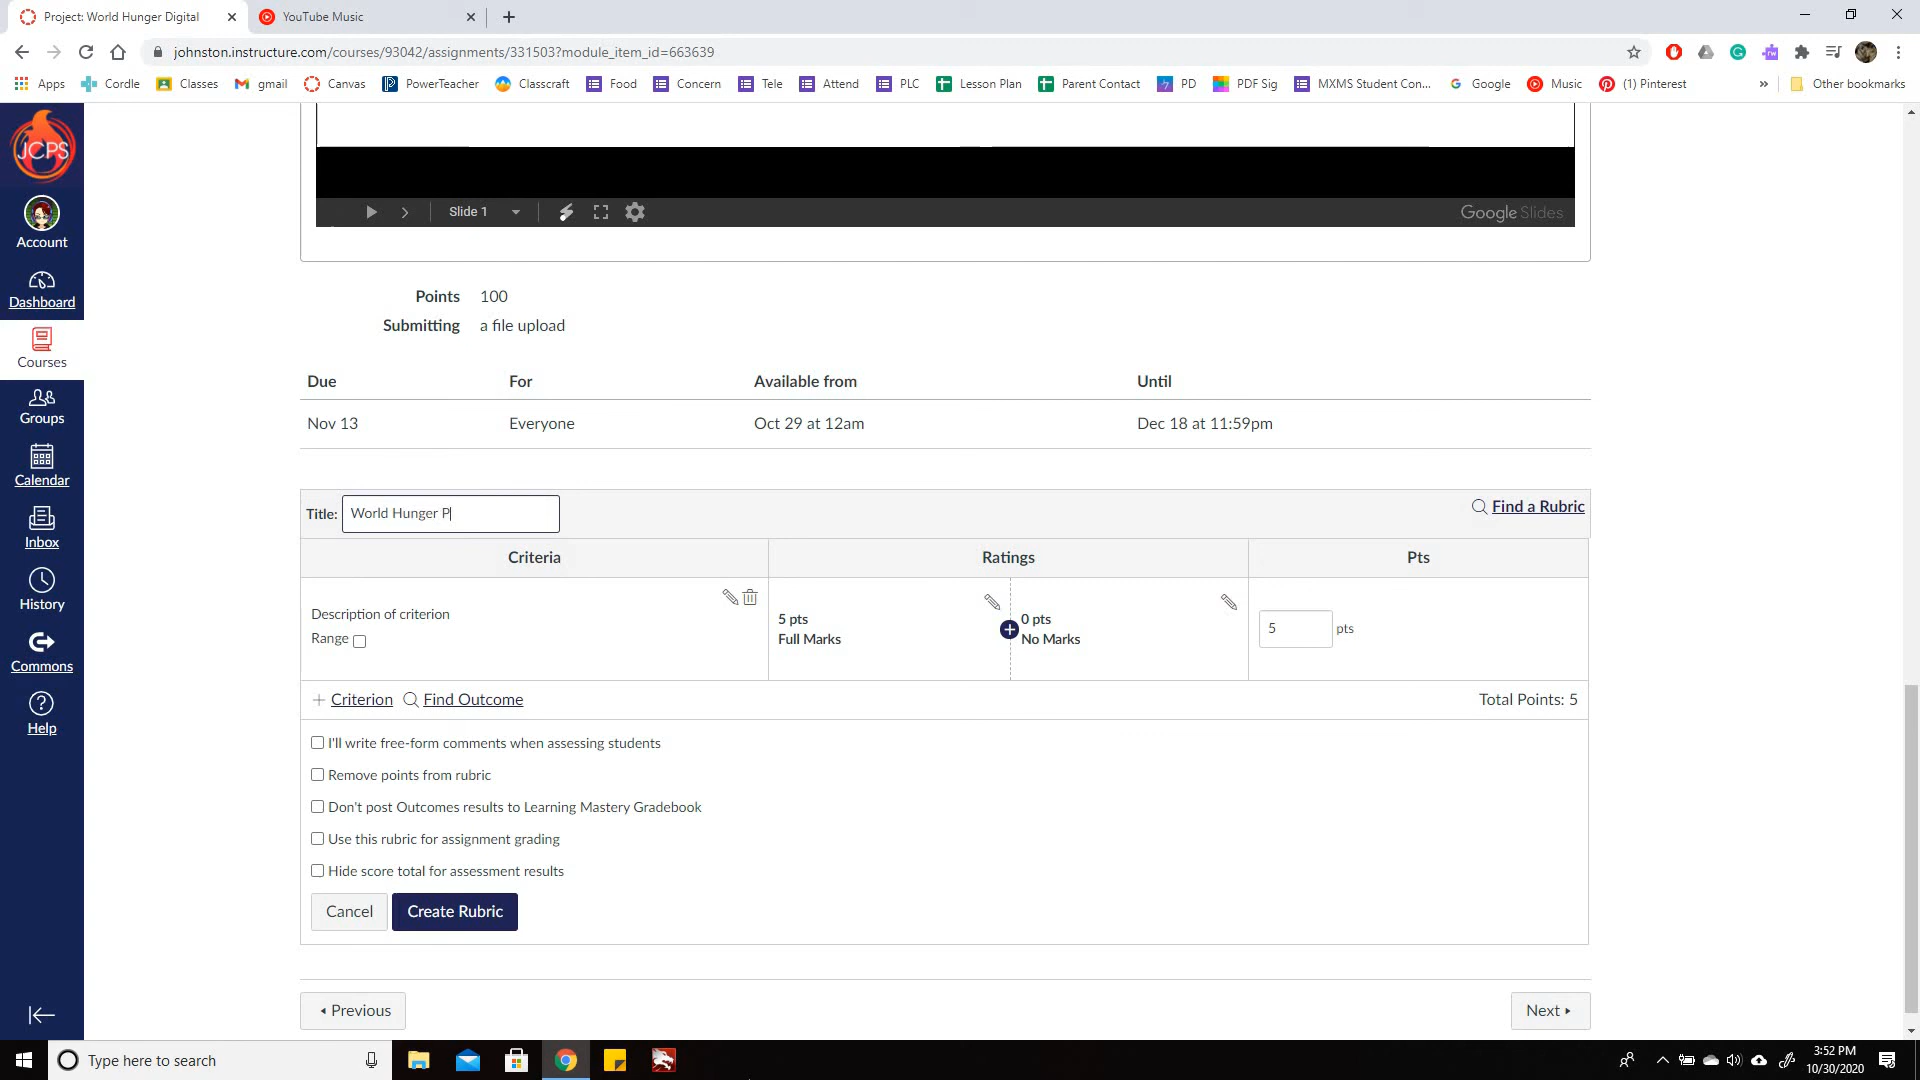 Project: World Hunger Digital
YouTube Music
johnston.instructure.com/courses/93042/assignments/331503?module_item_id=663639
Apps Cordle Classes gmail Canvas PowerTeacher Classcraft Food Concern Tele Attend PLC Lesson Plan Parent Contact PD PDF Sig MXMS Student Con... Google Music (1) Pinterest » Other bookmarks
JCPS
Account
Dashboard
Courses
Groups
Calendar
Inbox
History
Commons
Help
Slide 1
Google Slides
Points 100
Submitting a file upload
Due For Available from Until
Nov 13 Everyone Oct 29 at 12am Dec 18 at 11:59pm
Title: World Hunger P
Find a Rubric
Criteria Ratings Pts
Description of criterion
Range
5 pts
Full Marks
0 pts
No Marks
5 pts
Criterion Find Outcome Total Points: 5
I'll write free-form comments when assessing students
Remove points from rubric
Don't post Outcomes results to Learning Mastery Gradebook
Use this rubric for assignment grading
Hide score total for assessment results
Cancel Create Rubric
Previous
Next
Type here to search
3:52 PM
10/30/2020